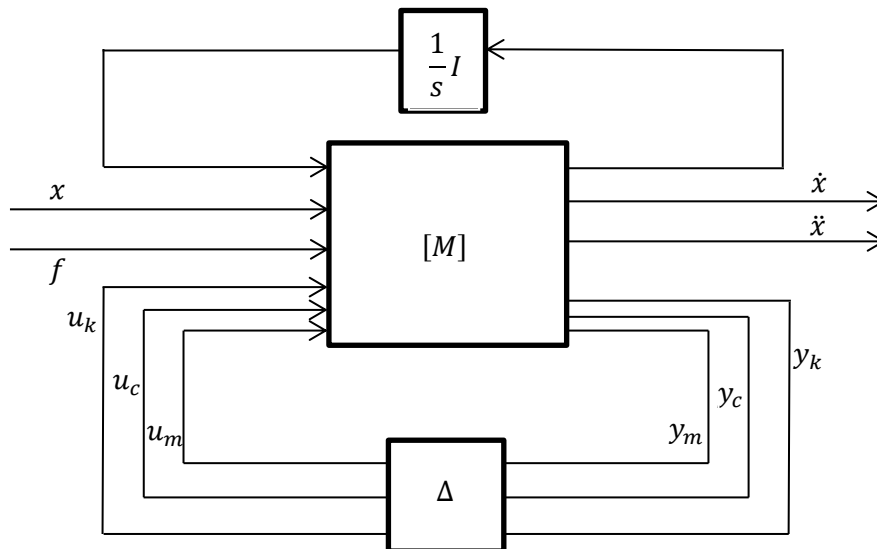 1/s I
x
f
[M]
ẋ
ẍ
u_k
u_c
u_m
y_k
y_c
y_m
Δ